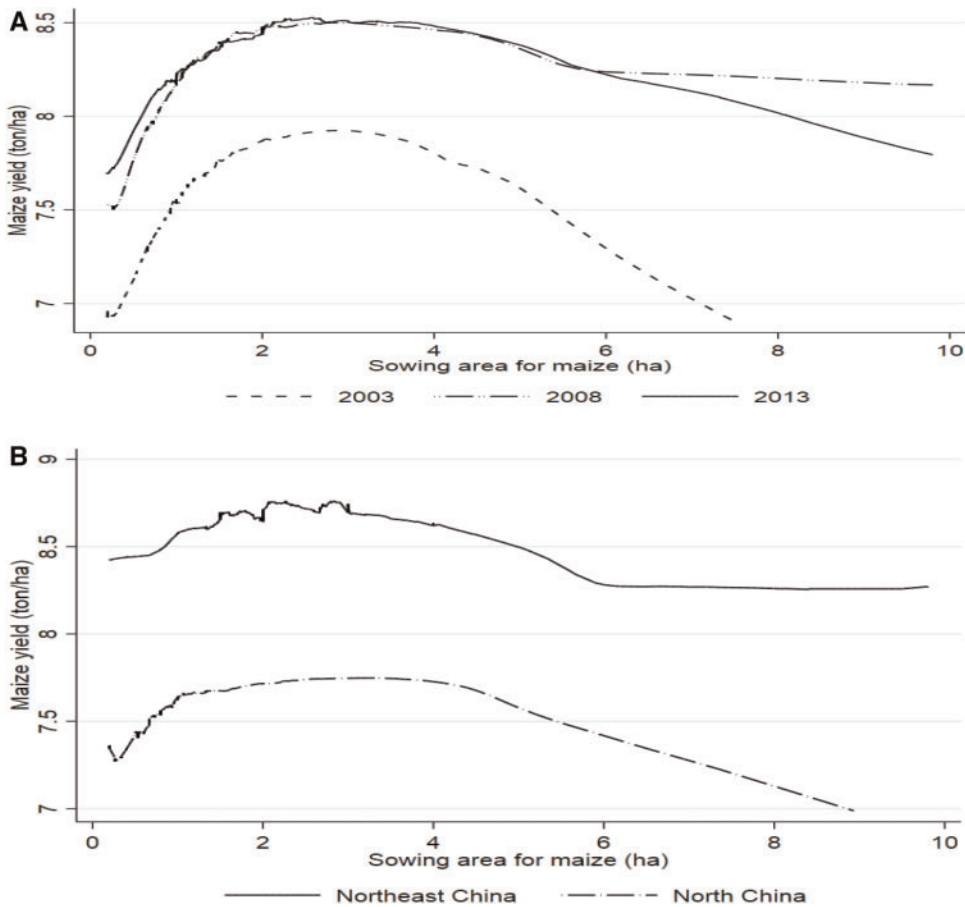 A
Maize yield (ton/ha)
8.5
8
7.5
7
0 2 4 6 8 10
Sowing area for maize (ha)
2003 2008 2013
B
Maize yield (ton/ha)
9
8.5
8
7.5
7
0 2 4 6 8 10
Sowing area for maize (ha)
Northeast China North China